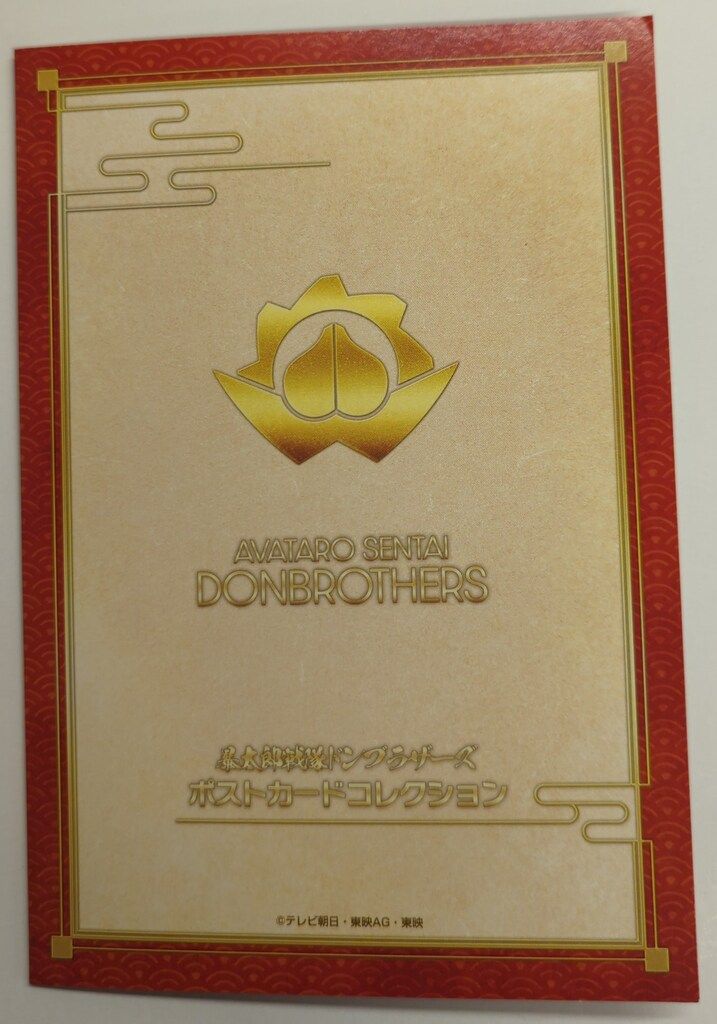 AVATARO SENTAI
DONBROTHERS
暴太郎戦隊ドンブラザーズ
ポストカードコレクション
©テレビ朝日・東映AG・東映